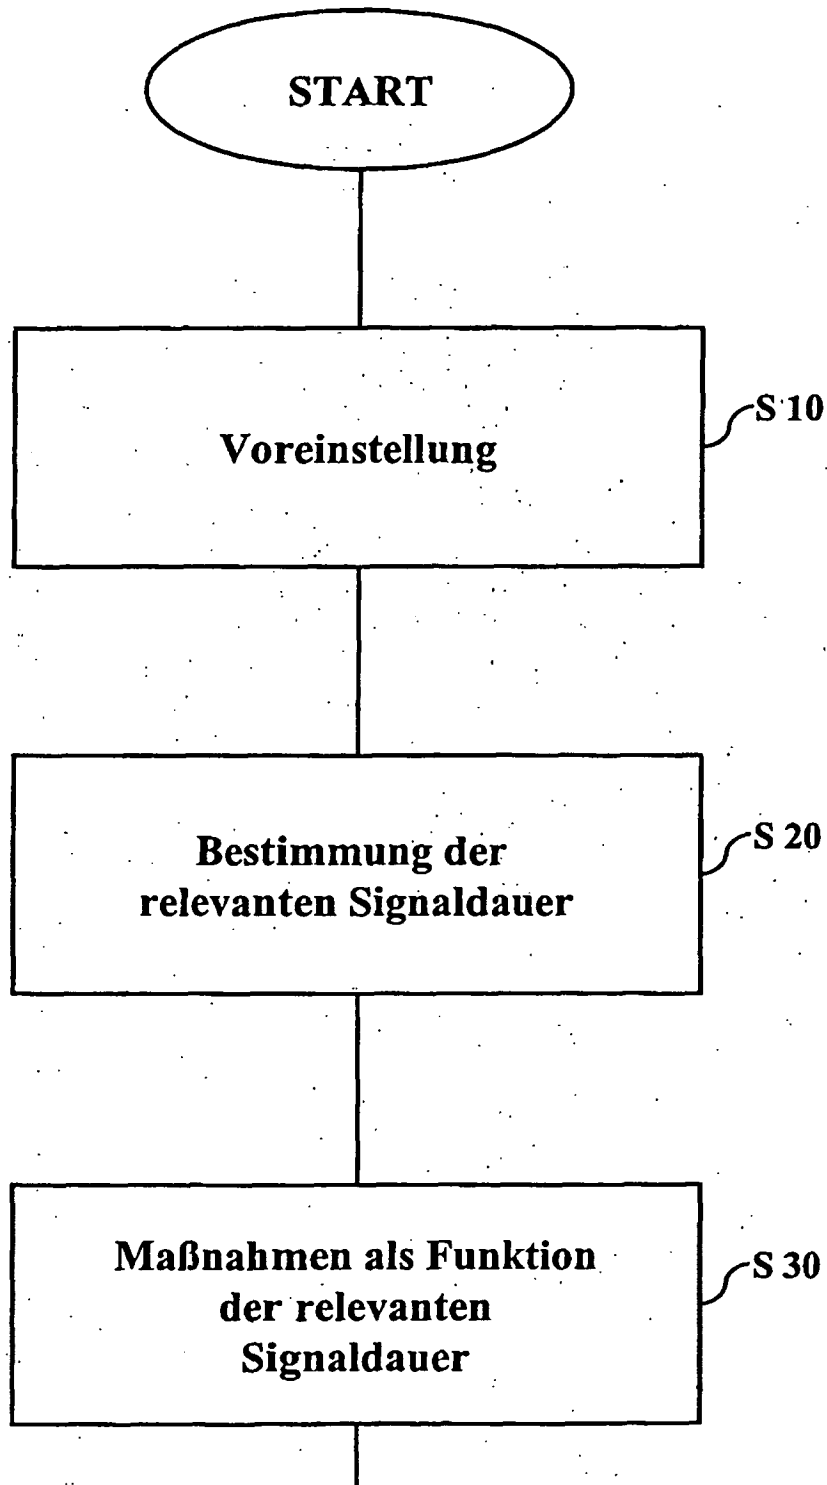 START
Voreinstellung
S 10
Bestimmung der
relevanten Signaldauer
S 20
Maßnahmen als Funktion
der relevanten
Signaldauer
S 30